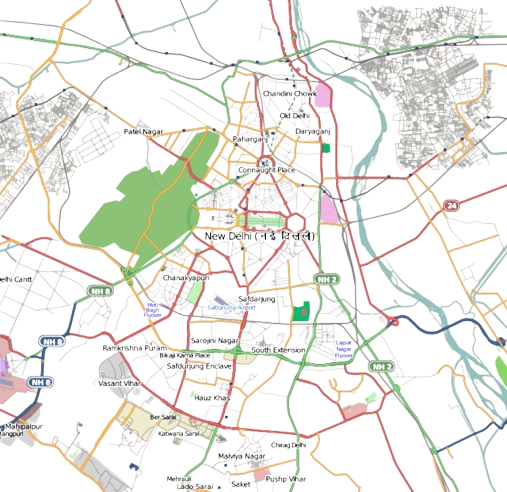 Chandini Chowk
Old Delhi
Patel Nagar
Daryaganj
Paharganj
Connaught Place
24
New Delhi (नई दिल्ली)
elhi Cantt
Chanakyapuri
NH 2
NH 8
Safdarjung
Moti
Bagh
Flyover
Safdarjung Airport
NH 8
Sarojini Nagar
Lajpat
Nagar
Flyover
Ramkrishna Puram
South Extension
Bikaji Kama Place
Safdurjung Enclave
NH 2
NH 8
Vasant Vihar
Hauz Khas
Ber Sarai
Mahipalpur
Rangpuri
Katwaria Sarai
Chirag Delhi
Malviya Nagar
Mehrauli
Lado Sarai
Saket
Pushp Vihar